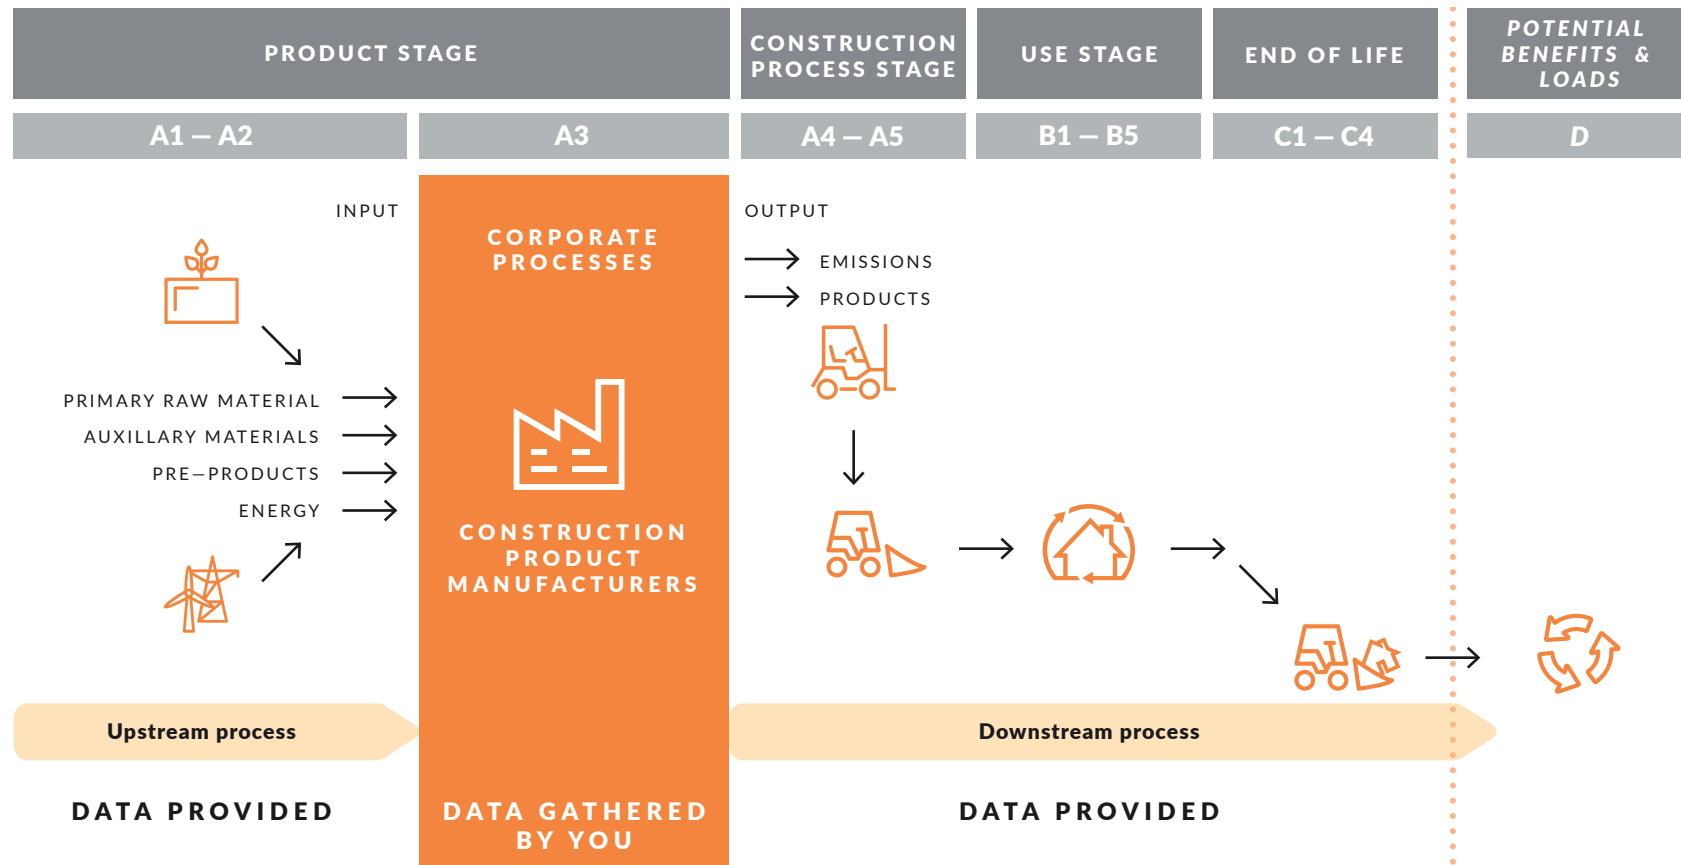 PRODUCT STAGE
CONSTRUCTION
PROCESS STAGE
USE STAGE
END OF LIFE
POTENTIAL
BENEFITS &
LOADS
A1 — A2
A3
A4 — A5
B1 — B5
C1 — C4
D
INPUT
PRIMARY RAW MATERIAL
AUXILLARY MATERIALS
PRE—PRODUCTS
ENERGY
CORPORATE
PROCESSES
CONSTRUCTION
PRODUCT
MANUFACTURERS
OUTPUT
EMISSIONS
PRODUCTS
Upstream process
Downstream process
DATA PROVIDED
DATA GATHERED
BY YOU
DATA PROVIDED